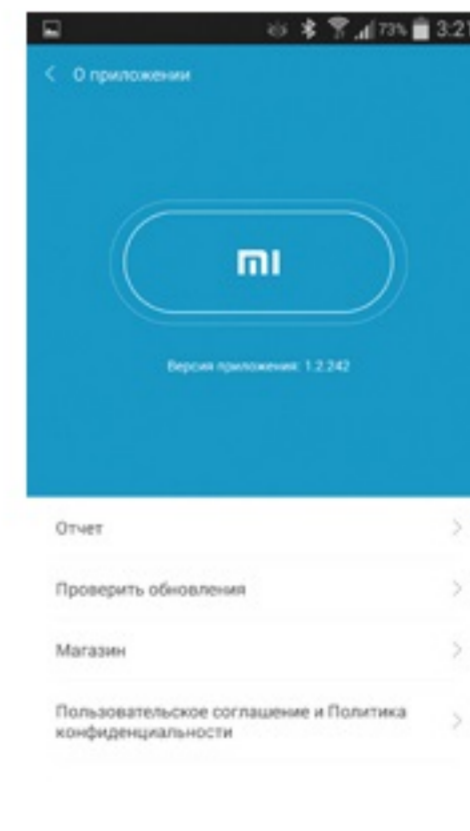 73% 3:21
О приложении
mi
Версия приложения: 1.2.242
Отчет
Проверить обновления
Магазин
Пользовательское соглашение и Политика
конфиденциальности